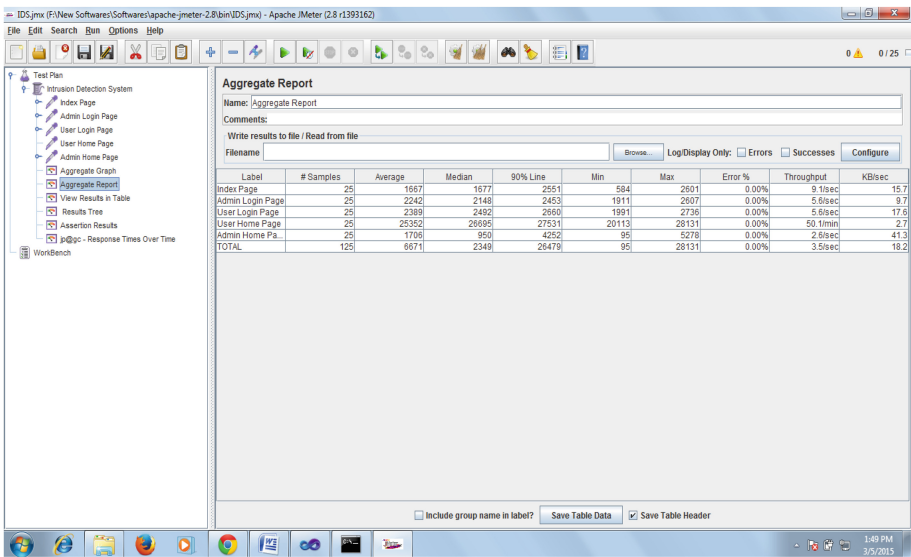 IDS.jmx (F:\New Softwares\Softwares\apache-jmeter-2.8\bin\IDS.jmx) - Apache JMeter (2.8 r1393162)
File Edit Search Run Options Help
0 0/25
Test Plan
Intrusion Detection System
Index Page
Admin Login Page
User Login Page
User Home Page
Admin Home Page
Aggregate Graph
Aggregate Report
View Results in Table
Results Tree
Assertion Results
jp@gc - Response Times Over Time
WorkBench
Aggregate Report
Name: Aggregate Report
Comments:
Write results to file / Read from file
Filename Browse... Log/Display Only: Errors Successes Configure
Label # Samples Average Median 90% Line Min Max Error % Throughput KB/sec
Index Page 25 1667 1677 2551 584 2601 0.00% 9.1/sec 15.7
Admin Login Page 25 2242 2148 2453 1911 2607 0.00% 5.6/sec 9.7
User Login Page 25 2389 2492 2660 1991 2736 0.00% 5.6/sec 17.6
User Home Page 25 25352 26695 27531 20113 28131 0.00% 50.1/min 2.7
Admin Home Pa... 25 1706 950 4252 95 5278 0.00% 2.6/sec 41.3
TOTAL 125 6671 2349 26479 95 28131 0.00% 3.5/sec 18.2
Include group name in label? Save Table Data Save Table Header
1:49 PM
3/5/2015